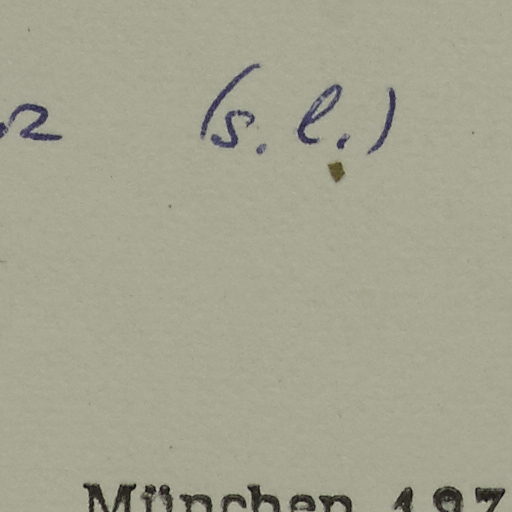 (s. l.)
München 197